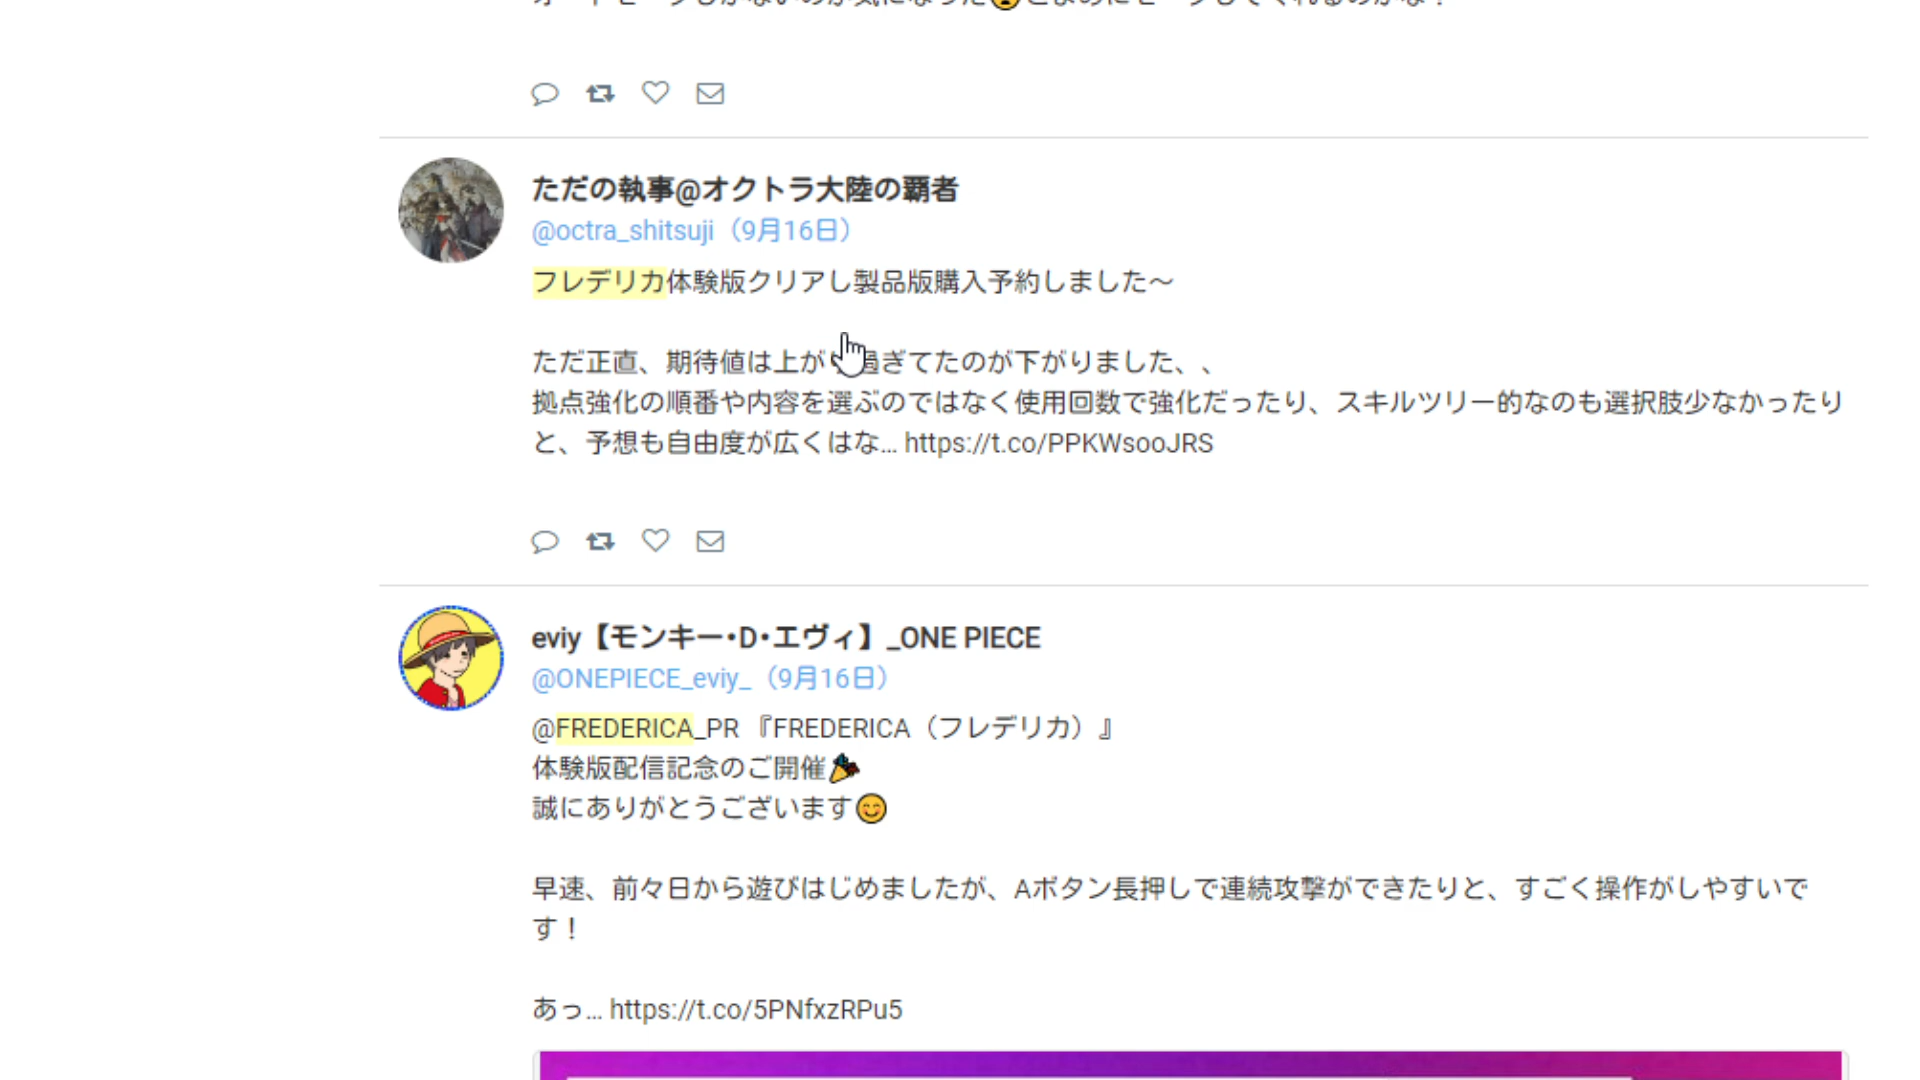 ただの執事@オクトラ大陸の覇者
@octra_shitsuji（9月16日）
フレデリカ体験版クリアし製品版購入予約しました〜
ただ正直、期待値は上がり過ぎてたのが下がりました、、
拠点強化の順番や内容を選ぶのではなく使用回数で強化だったり、スキルツリー的なのも選択肢少なかったり
と、予想も自由度が広くはな... https://t.co/PPKWsooJRS
eviy【モンキー•D•エヴィ】_ONE PIECE
@ONEPIECE_eviy_（9月16日）
@FREDERICA_PR 『FREDERICA（フレデリカ）』
体験版配信記念のご開催🎉
誠にありがとうございます😊
早速、前々日から遊びはじめましたが、Aボタン長押しで連続攻撃ができたりと、すごく操作がしやすいで
す！
あっ... https://t.co/5PNfxzRPu5